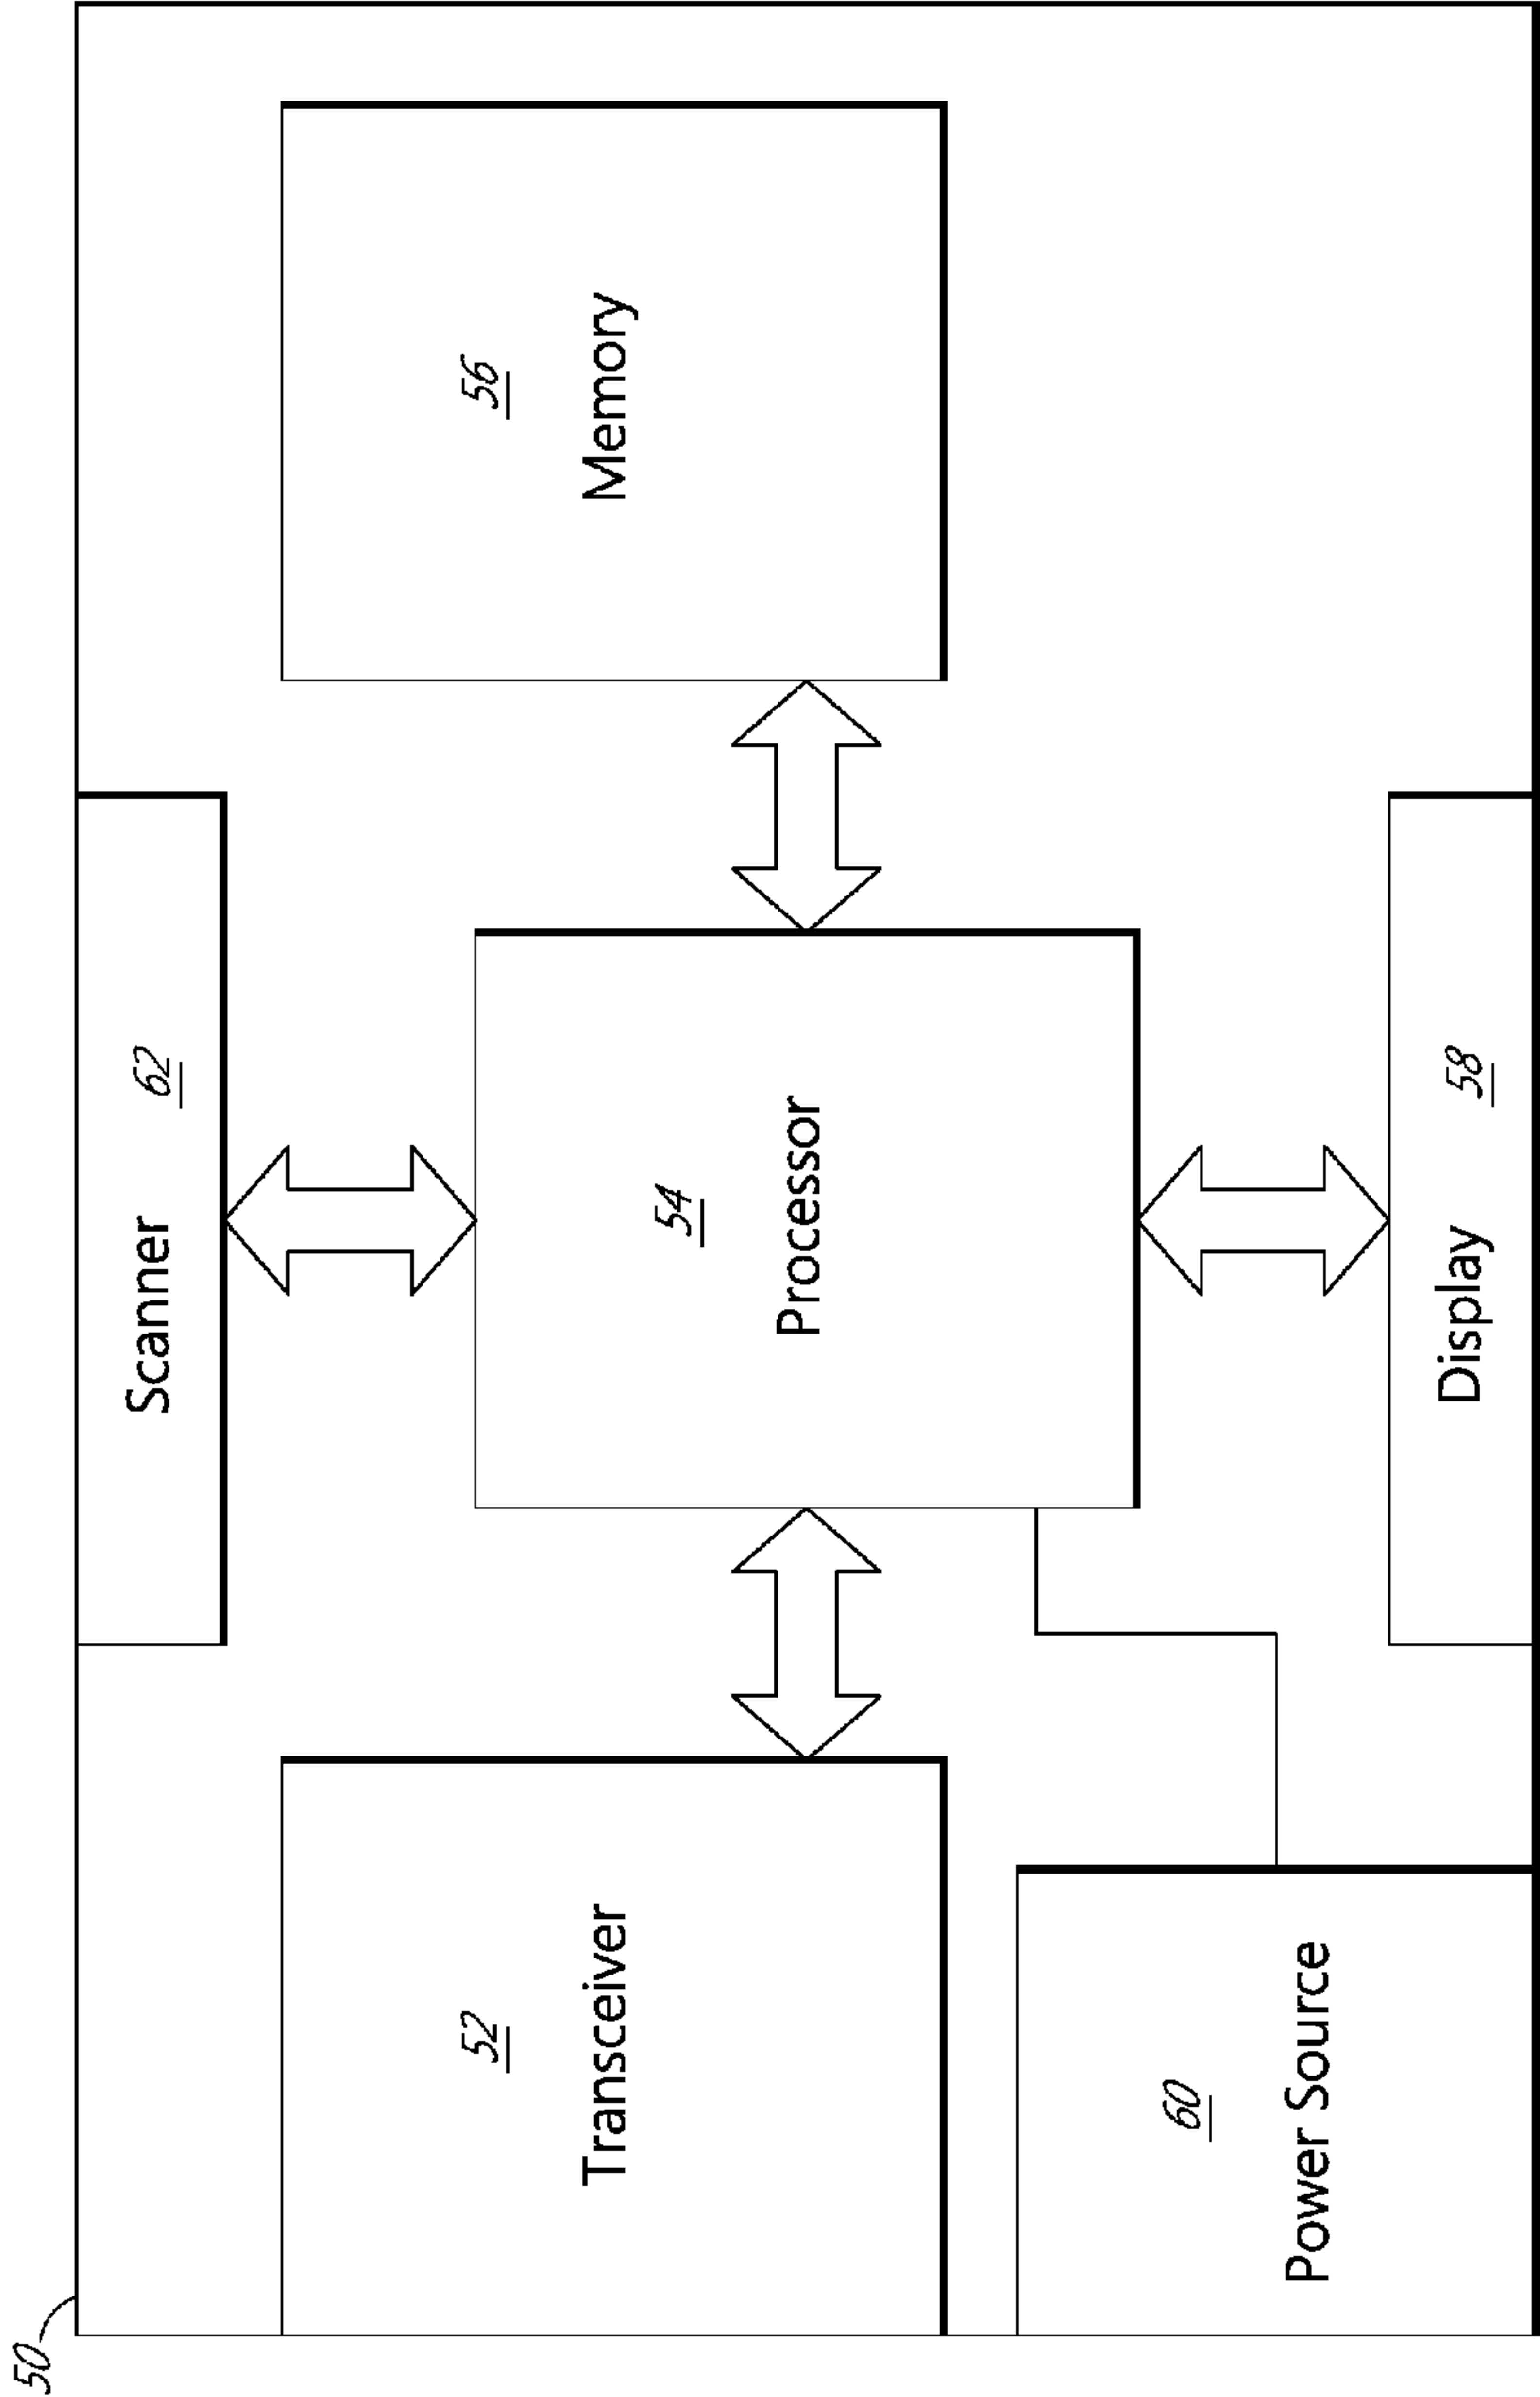 50
62
Scanner
52
Transceiver
54
Processor
56
Memory
60
Power Source
58
Display